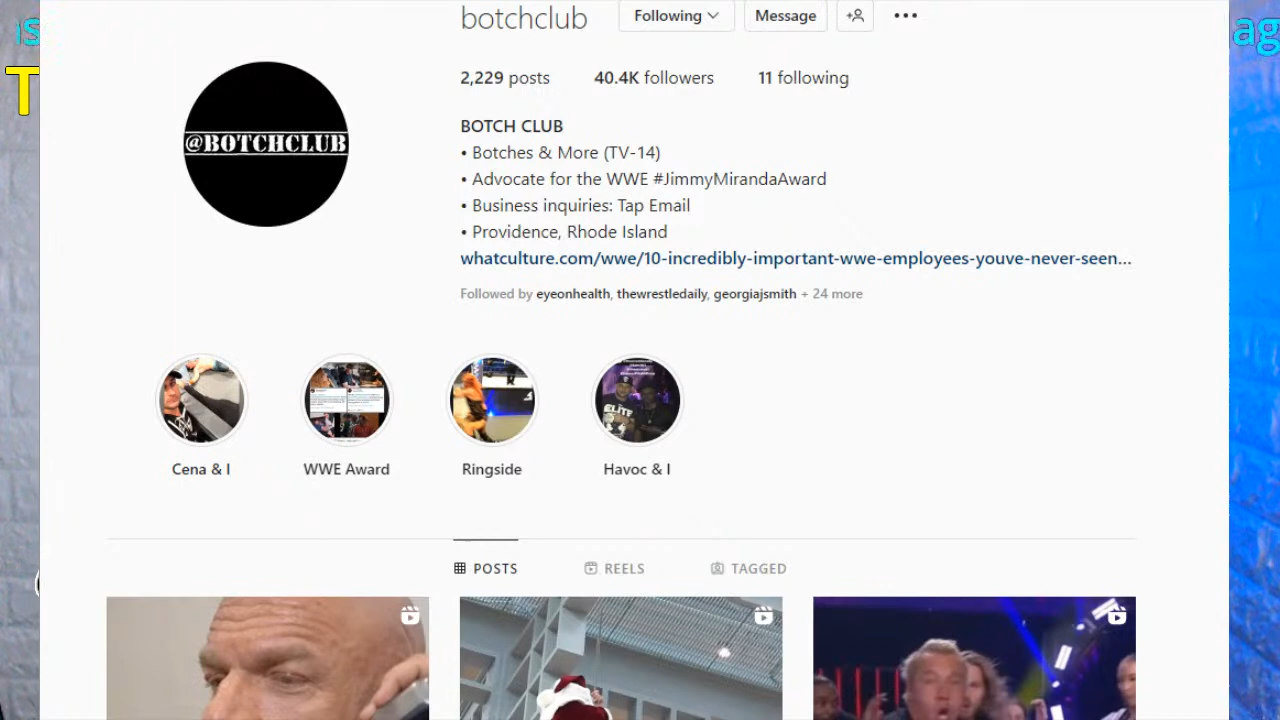 botchclub Following Message
2,229 posts 40.4K followers 11 following
@BOTCHCLUB
BOTCH CLUB
• Botches & More (TV-14)
• Advocate for the WWE #JimmyMirandaAward
• Business inquiries: Tap Email
• Providence, Rhode Island
whatculture.com/wwe/10-incredibly-important-wwe-employees-youve-never-seen...
Followed by eyeonhealth, thewrestledaily, georgiajsmith + 24 more
ELITE
Cena & I WWE Award Ringside Havoc & I
POSTS REELS TAGGED